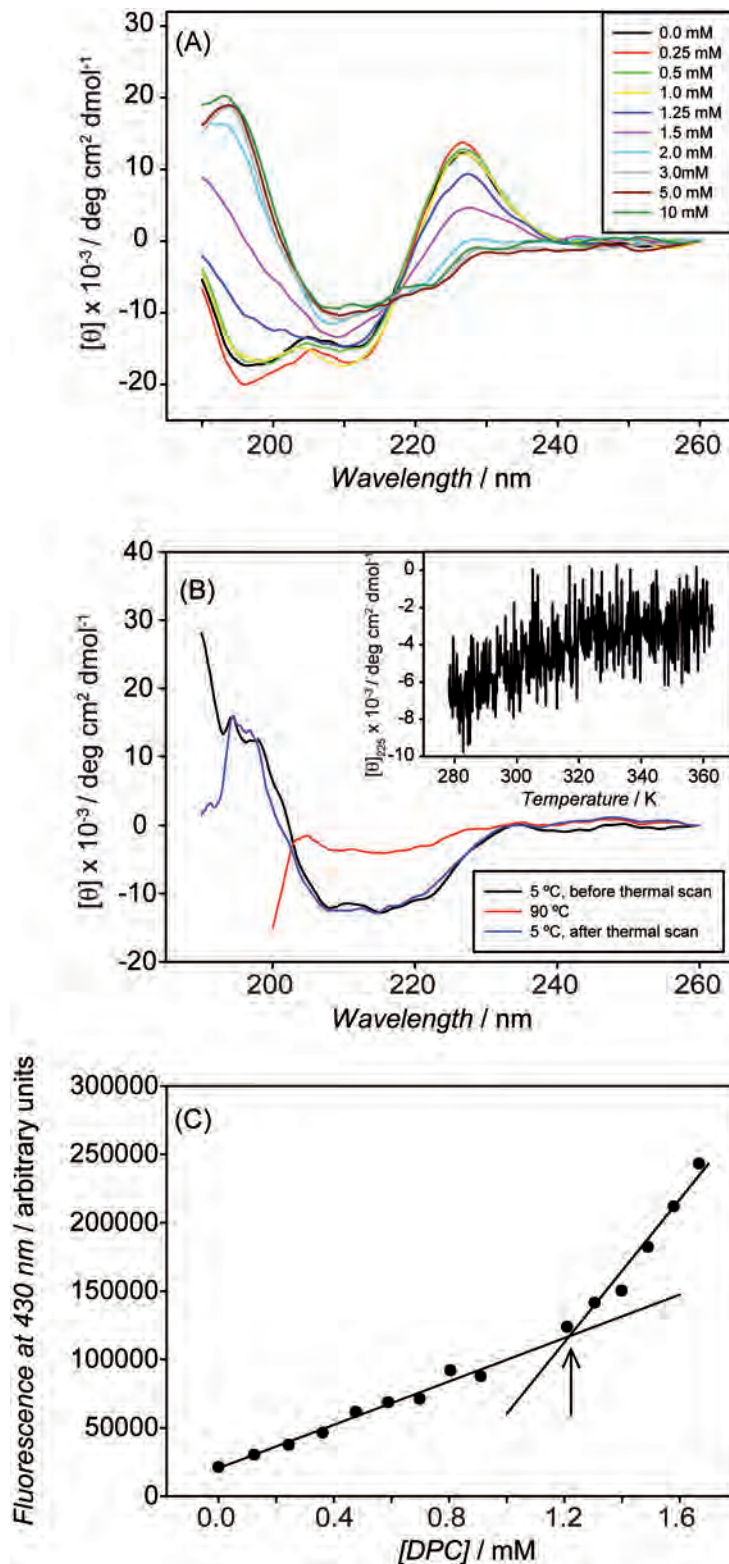 (A)
30
20
10
0
-10
-20
[θ] x 10⁻³ / deg cm² dmol⁻¹
0.0 mM
0.25 mM
0.5 mM
1.0 mM
1.25 mM
1.5 mM
2.0 mM
3.0mM
5.0 mM
10 mM
200 220 240 260
Wavelength / nm
(B)
40
30
20
10
0
-10
-20
[θ] x 10⁻³ / deg cm² dmol⁻¹
0
-2
-4
-6
-8
-10
[θ]₂₂₅ x 10⁻³ / deg cm² dmol⁻¹
280 300 320 340 360
Temperature / K
5 ºC, before thermal scan
90 ºC
5 ºC, after thermal scan
200 220 240 260
Wavelength / nm
(C)
300000
250000
200000
150000
100000
50000
0
Fluorescence at 430 nm / arbitrary units
0.0 0.4 0.8 1.2 1.6
[DPC] / mM